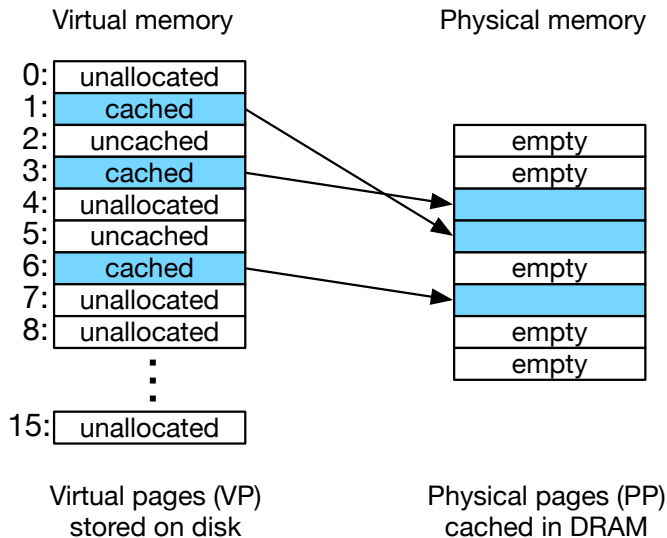 Virtual memory
Physical memory
0: unallocated
1: cached
2: uncached
3: cached
4: unallocated
5: uncached
6: cached
7: unallocated
8: unallocated
15: unallocated
empty
empty
empty
empty
empty
Virtual pages (VP)
stored on disk
Physical pages (PP)
cached in DRAM